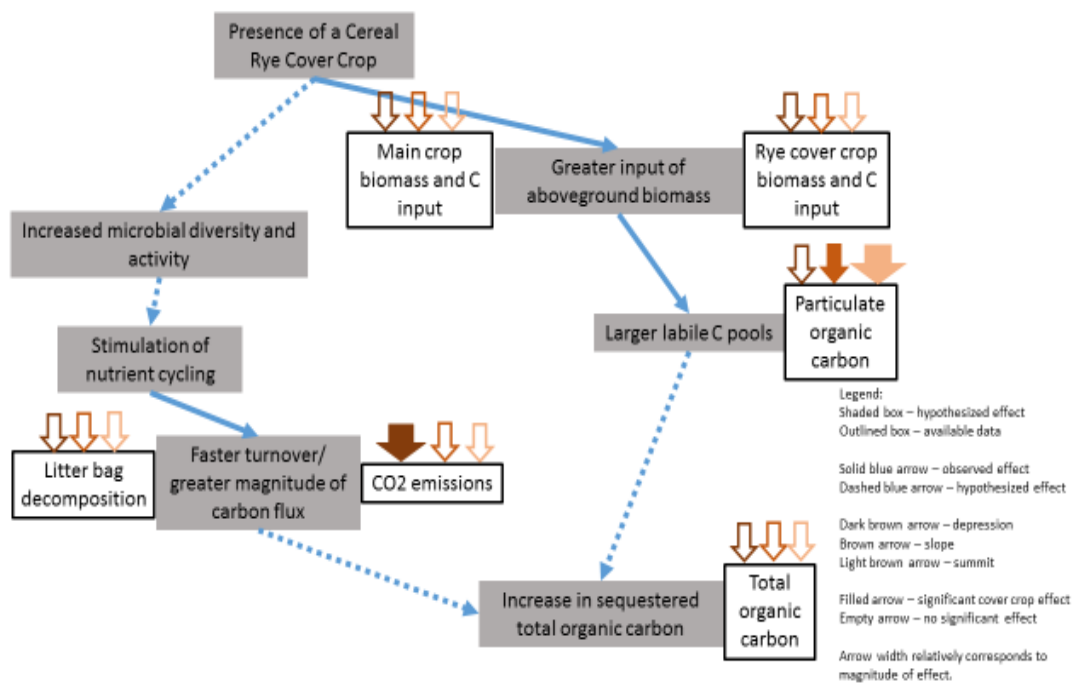 Presence of a Cereal
Rye Cover Crop
Main crop
biomass and C
input
Greater input of
aboveground biomass
Rye cover crop
biomass and C
input
Increased microbial diversity and
activity
Larger labile C pools
Particulate
organic
carbon
Stimulation of
nutrient cycling
Legend:
Shaded box – hypothesized effect
Outlined box – available data
Solid blue arrow – observed effect
Dashed blue arrow – hypothesized effect
Dark brown arrow – depression
Brown arrow – slope
Light brown arrow – summit
Filled arrow – significant cover crop effect
Empty arrow – no significant effect
Arrow width relatively corresponds to
magnitude of effect.
Litter bag
decomposition
Faster turnover/
greater magnitude of
carbon flux
CO2 emissions
Increase in sequestered
total organic carbon
Total
organic
carbon